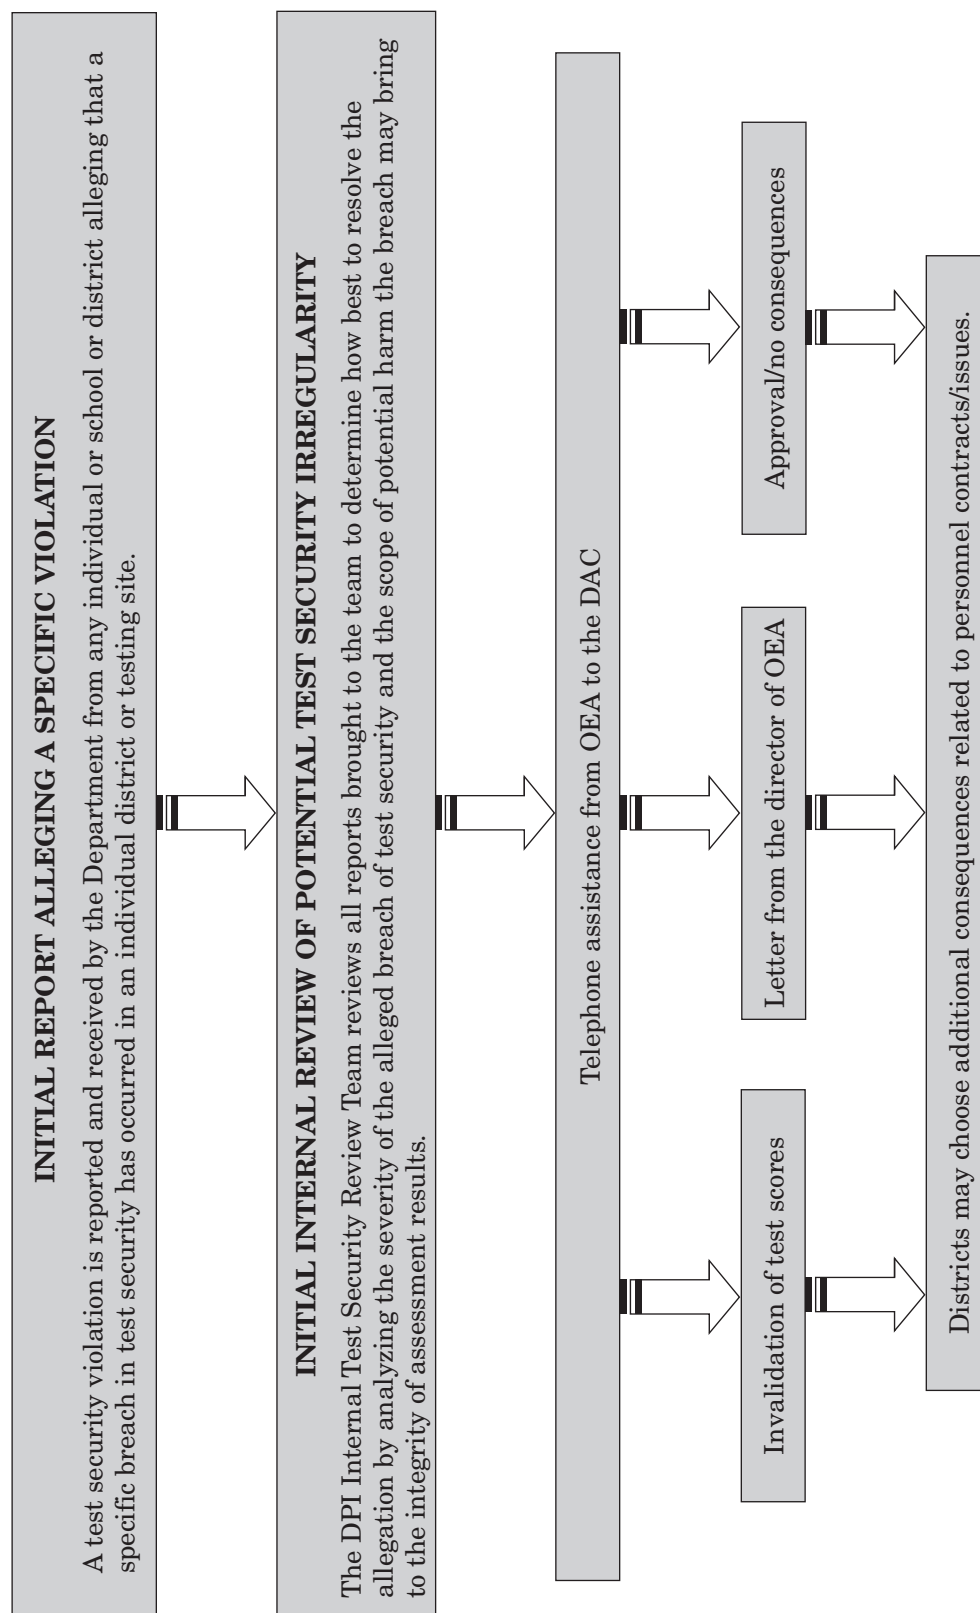 INITIAL REPORT ALLEGING A SPECIFIC VIOLATION
A test security violation is reported and received by the Department from any individual or school or district alleging that a
specific breach in test security has occurred in an individual district or testing site.
INITIAL INTERNAL REVIEW OF POTENTIAL TEST SECURITY IRREGULARITY
The DPI Internal Test Security Review Team reviews all reports brought to the team to determine how best to resolve the
allegation by analyzing the severity of the alleged breach of test security and the scope of potential harm the breach may bring
to the integrity of assessment results.
Telephone assistance from OEA to the DAC
Invalidation of test scores
Letter from the director of OEA
Approval/no consequences
Districts may choose additional consequences related to personnel contracts/issues.